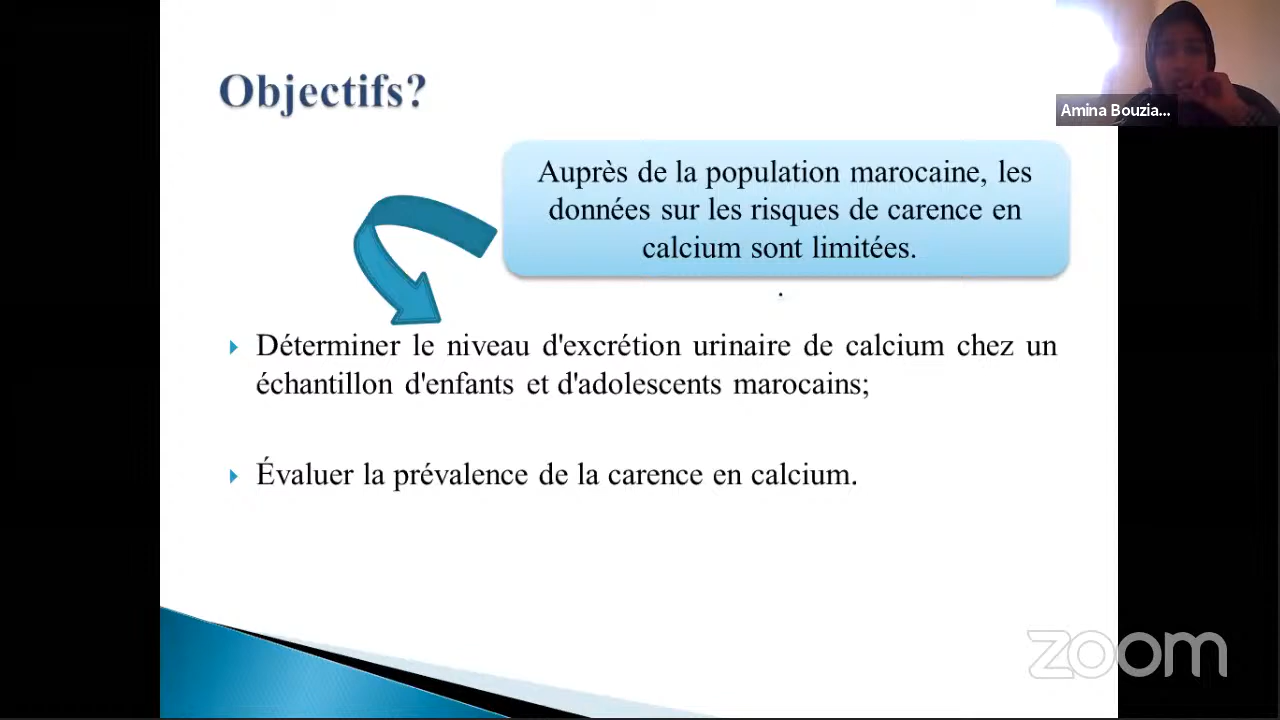 Objectifs?
Amina Bouzia...
Auprès de la population marocaine, les
données sur les risques de carence en
calcium sont limitées.
.
Déterminer le niveau d'excrétion urinaire de calcium chez un
échantillon d'enfants et d'adolescents marocains;
Évaluer la prévalence de la carence en calcium.
zoom